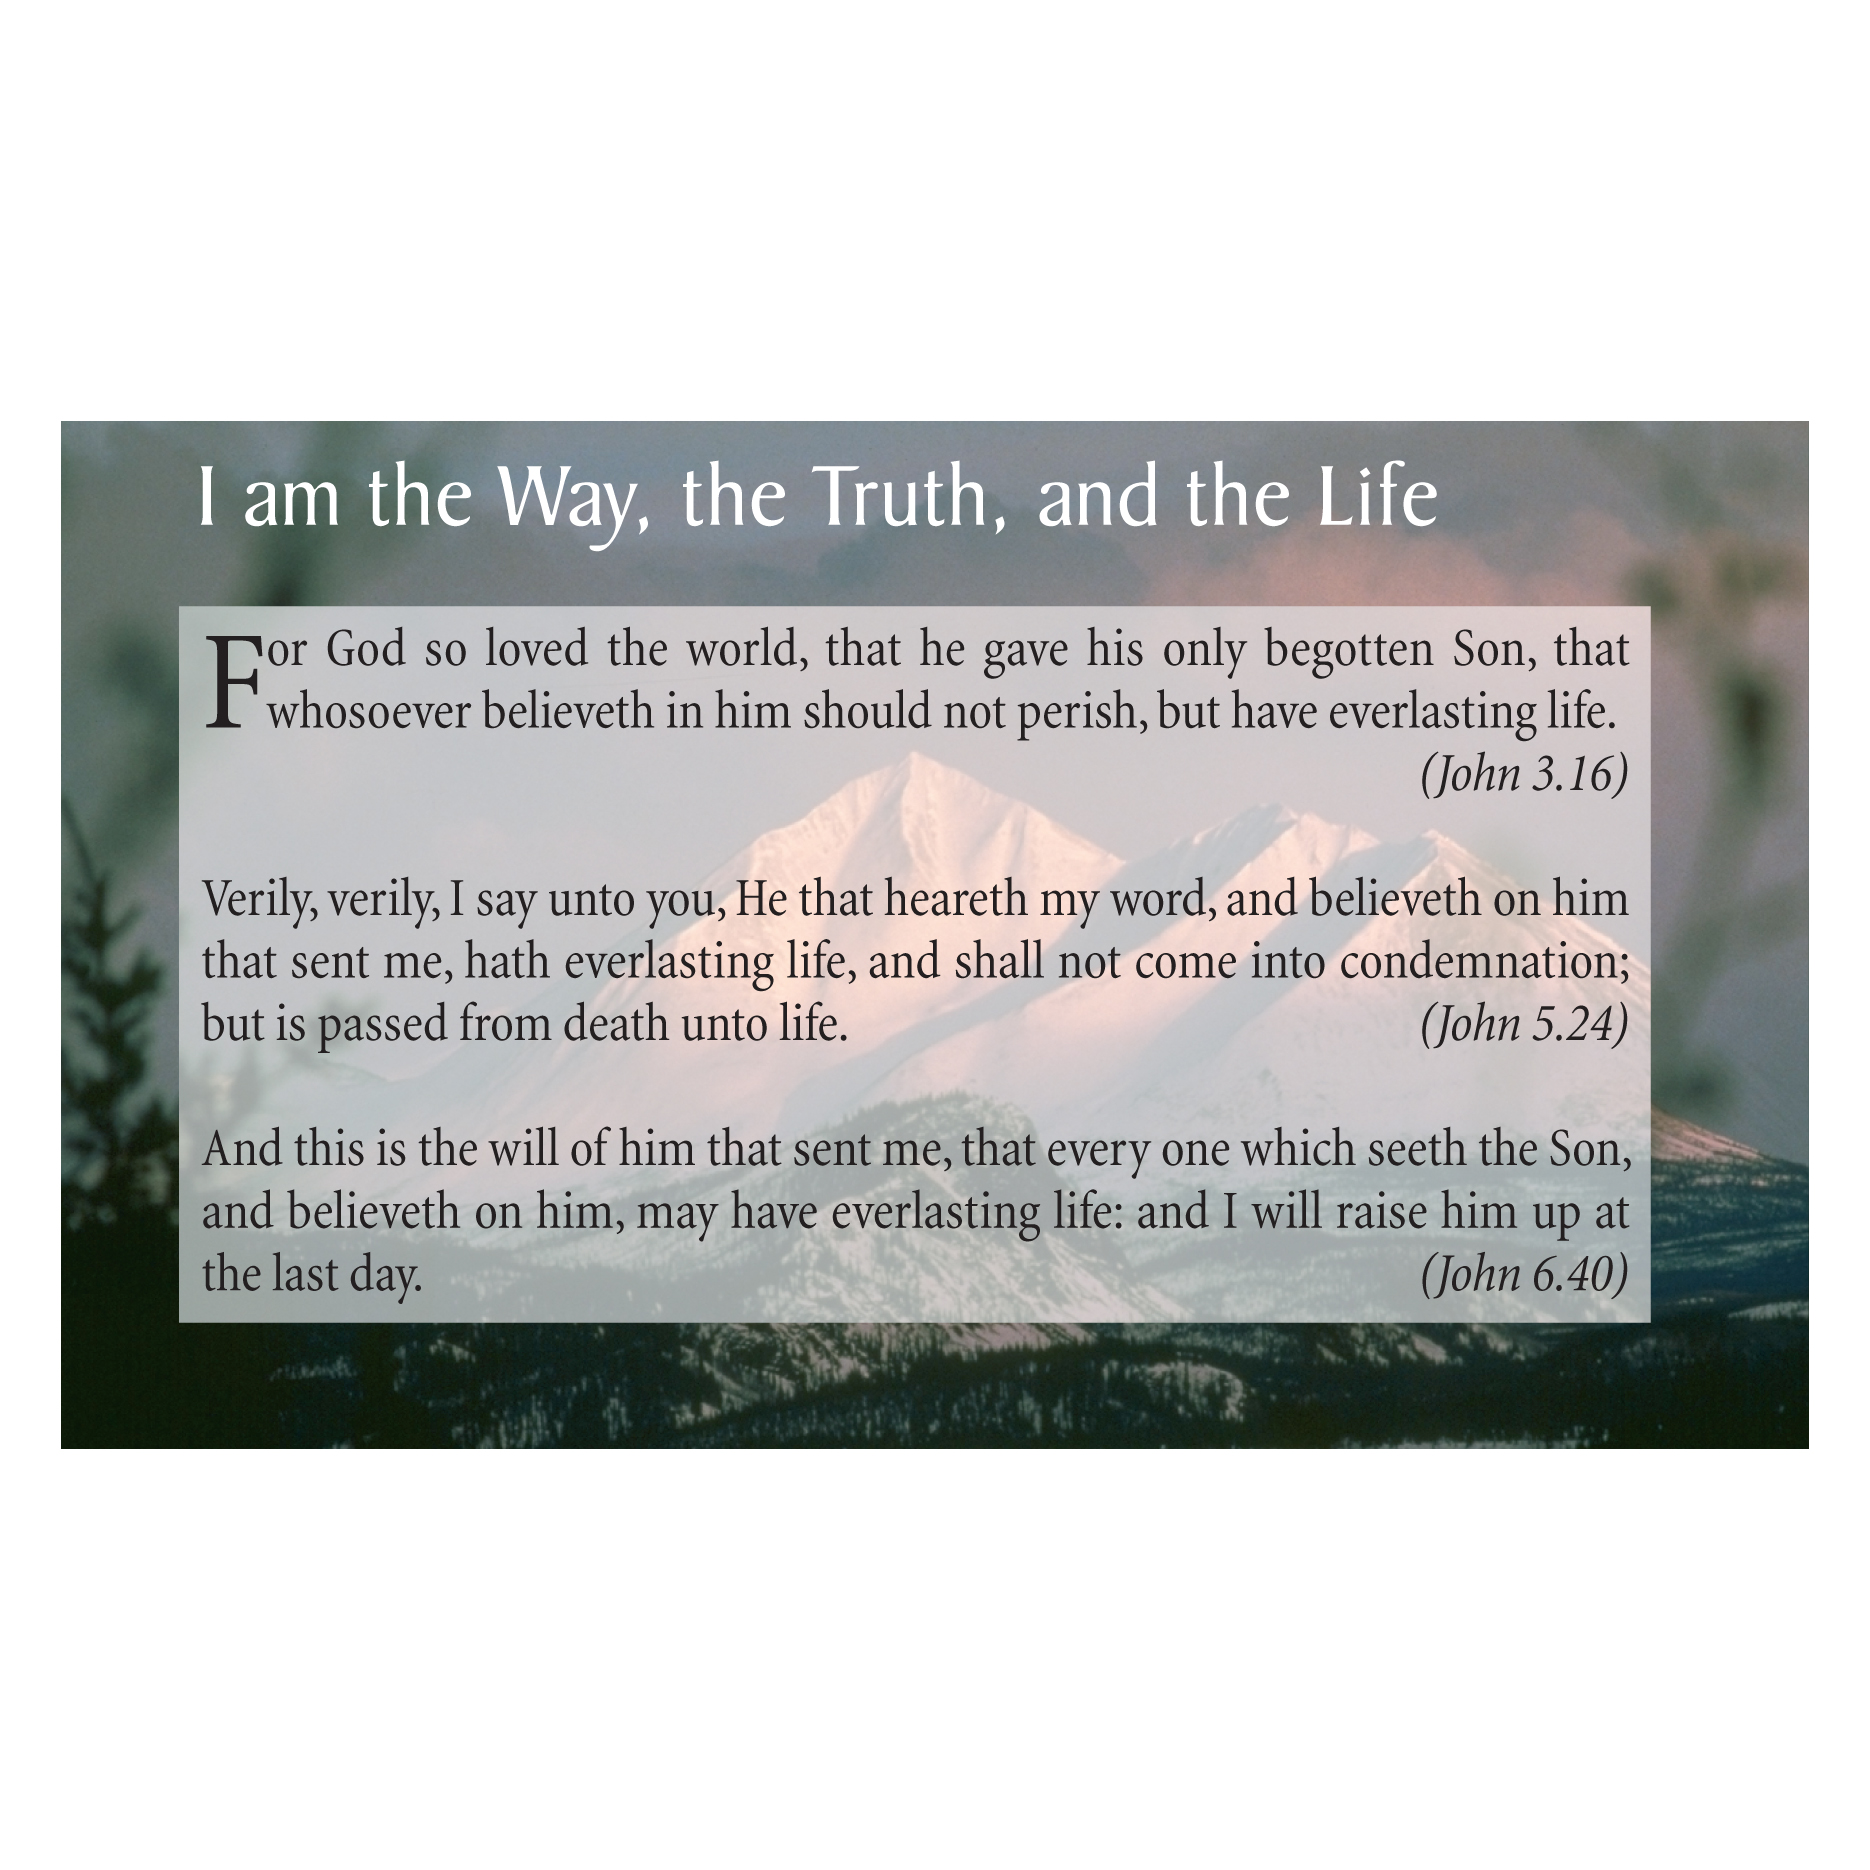 I am the Way, the Truth, and the Life
For God so loved the world, that he gave his only begotten Son, that
whosoever believeth in him should not perish, but have everlasting life.
(John 3.16)
Verily, verily, I say unto you, He that heareth my word, and believeth on him
that sent me, hath everlasting life, and shall not come into condemnation;
but is passed from death unto life. (John 5.24)
And this is the will of him that sent me, that every one which seeth the Son,
and believeth on him, may have everlasting life: and I will raise him up at
the last day. (John 6.40)